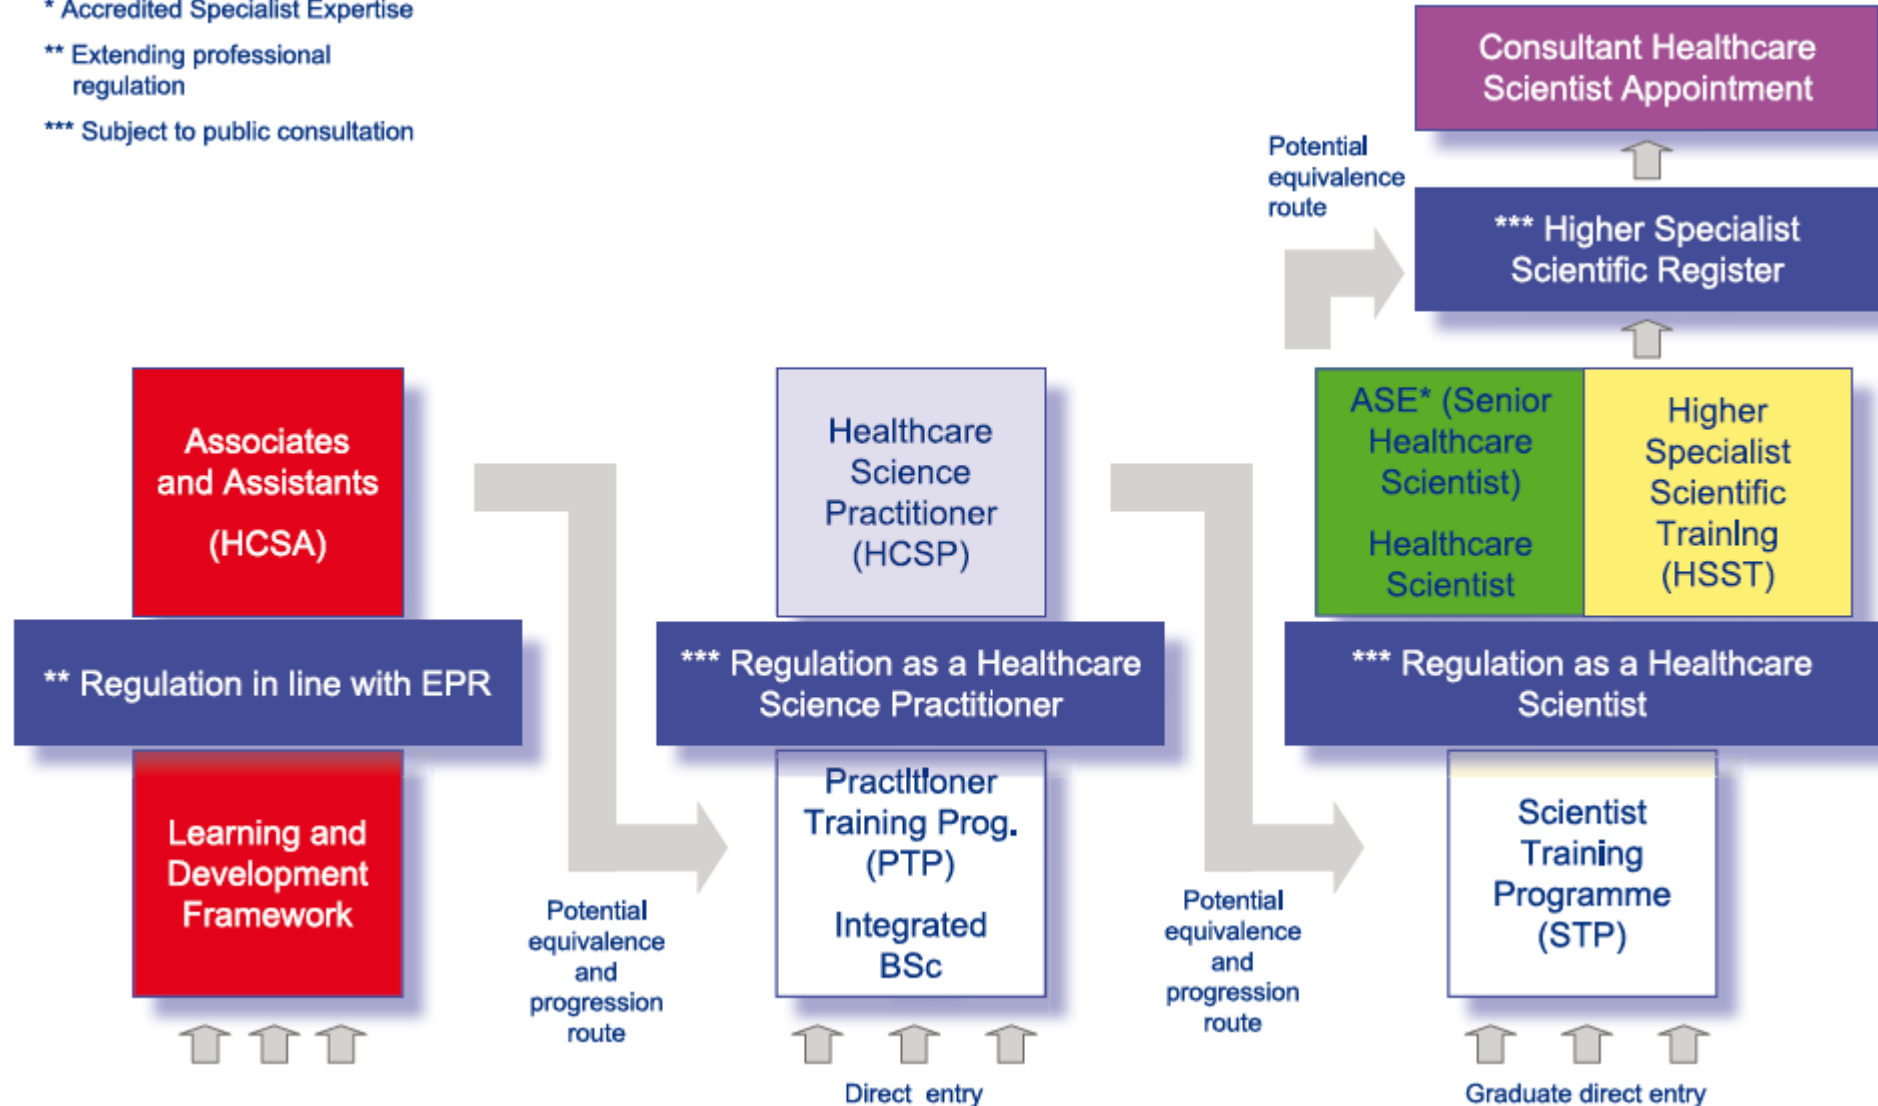 * Accredited Specialist Expertise
** Extending professional
regulation
*** Subject to public consultation
Consultant Healthcare
Scientist Appointment
Potential
equivalence
route
*** Higher Specialist
Scientific Register
Associates
and Assistants
(HCSA)
Healthcare
Science
Practitioner
(HCSP)
ASE* (Senior
Healthcare
Scientist)
Healthcare
Scientist
Higher
Specialist
Scientific
Training
(HSST)
** Regulation in line with EPR
*** Regulation as a Healthcare
Science Practitioner
*** Regulation as a Healthcare
Scientist
Learning and
Development
Framework
Potential
equivalence
and
progression
route
Practitioner
Training Prog.
(PTP)
Integrated
BSc
Potential
equivalence
and
progression
route
Scientist
Training
Programme
(STP)
Direct entry
Graduate direct entry